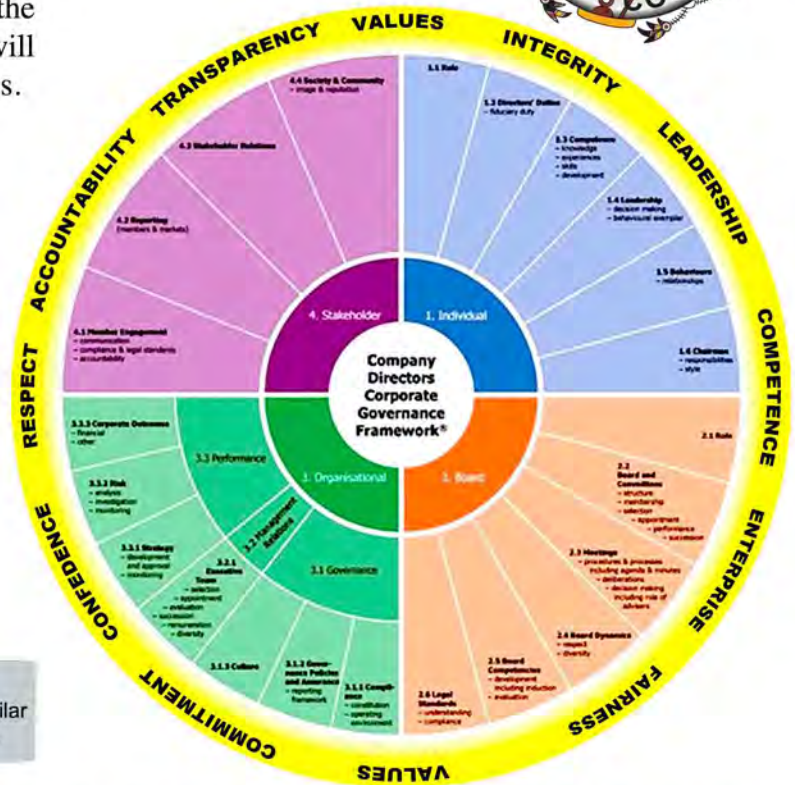 the
will
s.
ilar
VALUES
INTEGRITY
LEADERSHIP
COMPETENCE
ENTERPRISE
FAIRNESS
VALUES
COMMITMENT
CONFEDENCE
RESPECT
ACCOUNTABILITY
TRANSPARENCY
Company
Directors
Corporate
Governance
Framework®
1. Individual
1.1 Role
1.2 Directors' Duties
– fiduciary duty
1.3 Competence
– knowledge
– experiences
– skills
– development
1.4 Leadership
– decision making
– behavioural exemplar
1.5 Behaviours
– relationships
1.6 Chairman
– responsibilities
– style
Board
2.1 Role
2.2
Board and
Committees
– structure
– membership
– selection
– appointment
– performance
– succession
2.3 Meetings
– procedures & processes
including agenda & minutes
– deliberations
– decision making
including role of
advisers
2.4 Board Dynamics
– respect
– diversity
2.5 Board
Competencies
– development
including induction
– evaluation
2.6 Legal
Standards
– understanding
– compliance
Organisational
3.1 Governance
3.1.1 Compli-
ance
– constitution
– operating
environment
3.1.2 Gover-
nance Policies
and Assurance
– reporting
framework
3.1.3 Culture
3.2 Management
Relations
3.2.1
Executive
Team
– selection
– appointment
– evaluation
– succession
– remuneration
– diversity
3.3 Performance
3.3.1 Strategy
– development
and approval
– monitoring
3.3.2 Risk
– analysis
– investigation
– monitoring
3.3.3 Corporate Outcomes
– financial
– other
4. Stakeholder
4.1 Member Engagement
– communication
– compliance & legal standards
– accountability
4.2 Reporting
(members & markets)
4.3 Stakeholder Relations
4.4 Society & Community
– image & reputation